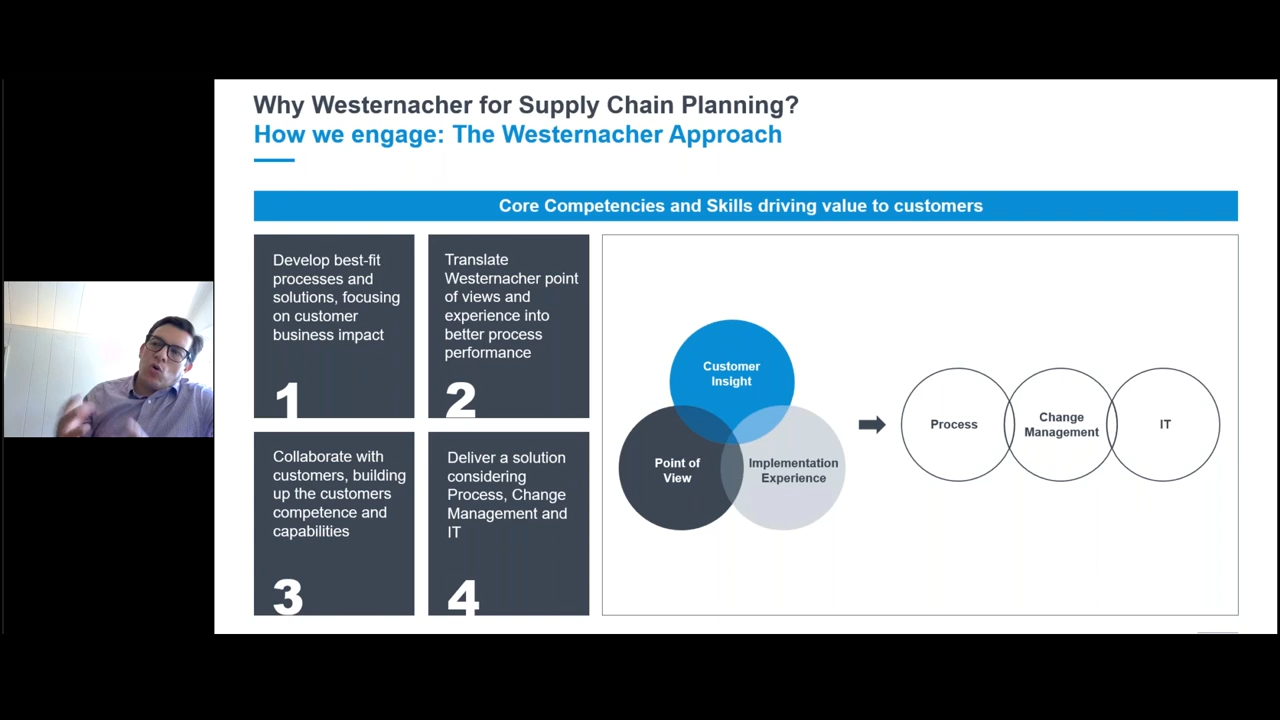 Why Westernacher for Supply Chain Planning?
How we engage: The Westernacher Approach
Core Competencies and Skills driving value to customers
Develop best-fit
processes and
solutions, focusing
on customer
business impact
1
Translate
Westernacher point
of views and
experience into
better process
performance
2
Collaborate with
customers, building
up the customers
competence and
capabilities
3
Deliver a solution
considering
Process, Change
Management and
IT
4
Customer
Insight
Point of
View
Implementation
Experience
Process
Change
Management
IT